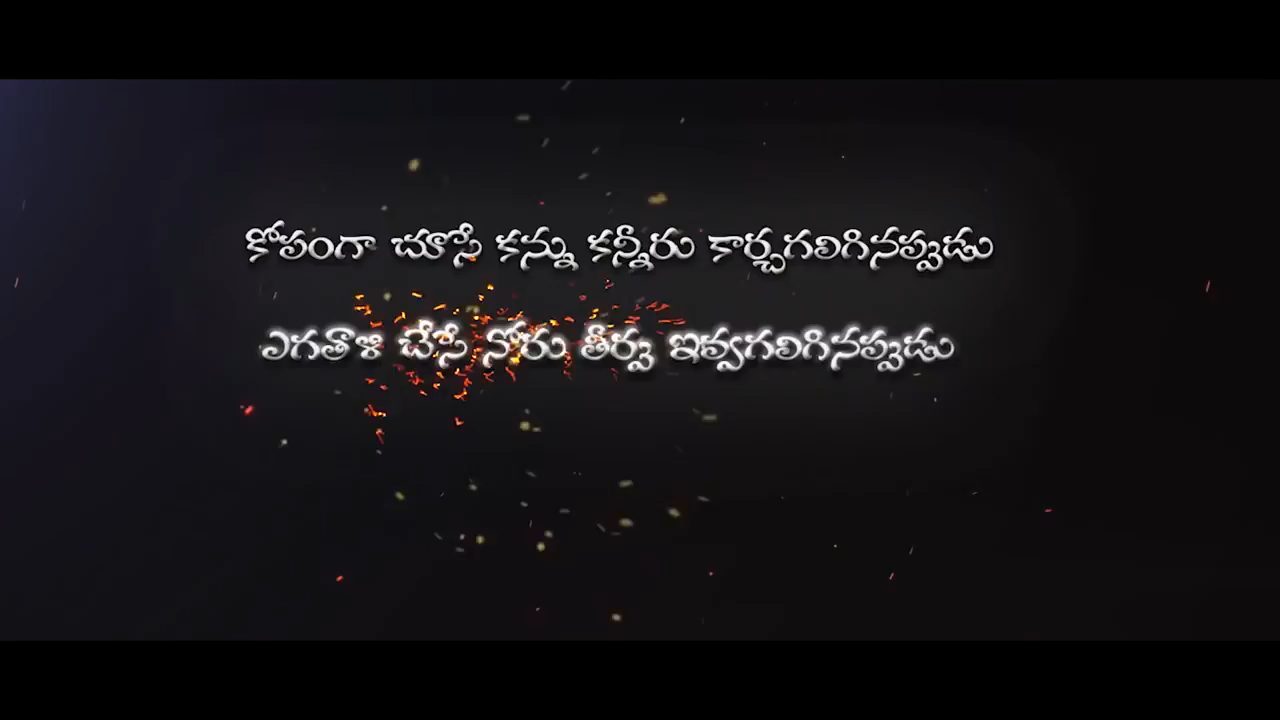 కోపంగా చూసే కన్ను కన్నీరు కార్చగలిగినప్పుడు
ఎగతాళి చేసే నోరు తీర్పు ఇవ్వగలిగినప్పుడు